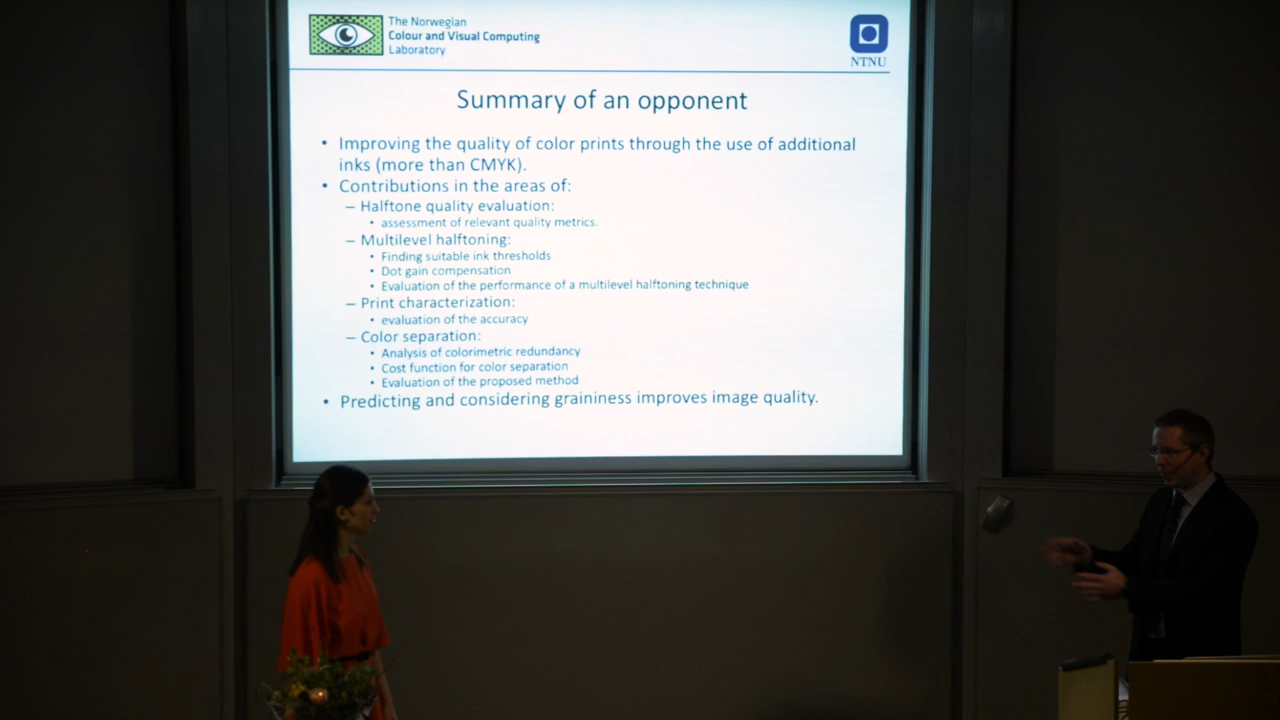 The Norwegian
Colour and Visual Computing
Laboratory
NTNU
Summary of an opponent
• Improving the quality of color prints through the use of additional
inks (more than CMYK).
• Contributions in the areas of:
– Halftone quality evaluation:
• assessment of relevant quality metrics.
– Multilevel halftoning:
• Finding suitable ink thresholds
• Dot gain compensation
• Evaluation of the performance of a multilevel halftoning technique
– Print characterization:
• evaluation of the accuracy
– Color separation:
• Analysis of colorimetric redundancy
• Cost function for color separation
• Evaluation of the proposed method
• Predicting and considering graininess improves image quality.